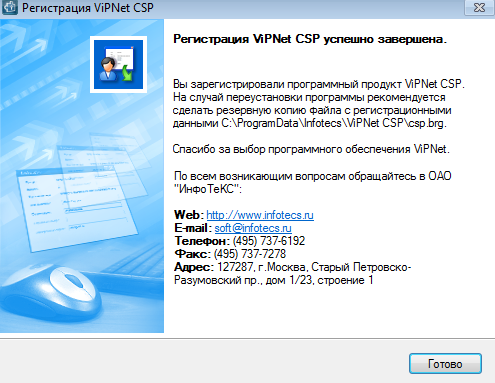 Регистрация ViPNet CSP
Регистрация ViPNet CSP успешно завершена.
Вы зарегистрировали программный продукт ViPNet CSP.
На случай переустановки программы рекомендуется
сделать резервную копию файла с регистрационными
данными C:\ProgramData\Infotecs\ViPNet CSP\csp.brg.
Спасибо за выбор программного обеспечения ViPNet.
По всем возникающим вопросам обращайтесь в ОАО
"ИнфоТеКС":
Web: http://www.infotecs.ru
E-mail: soft@infotecs.ru
Телефон: (495) 737-6192
Факс: (495) 737-7278
Адрес: 127287, г.Москва, Старый Петровско-
Разумовский пр., дом 1/23, строение 1
Готово